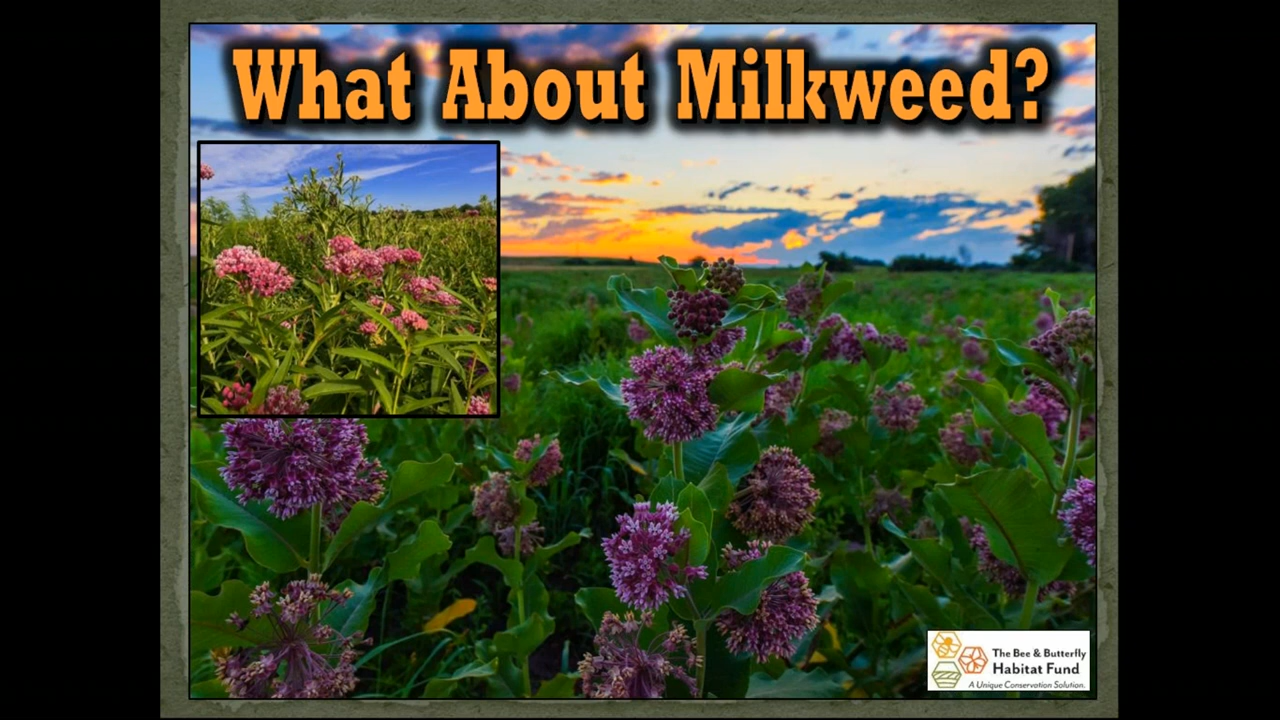 What About Milkweed?
The Bee & Butterfly
Habitat Fund
A Unique Conservation Solution.